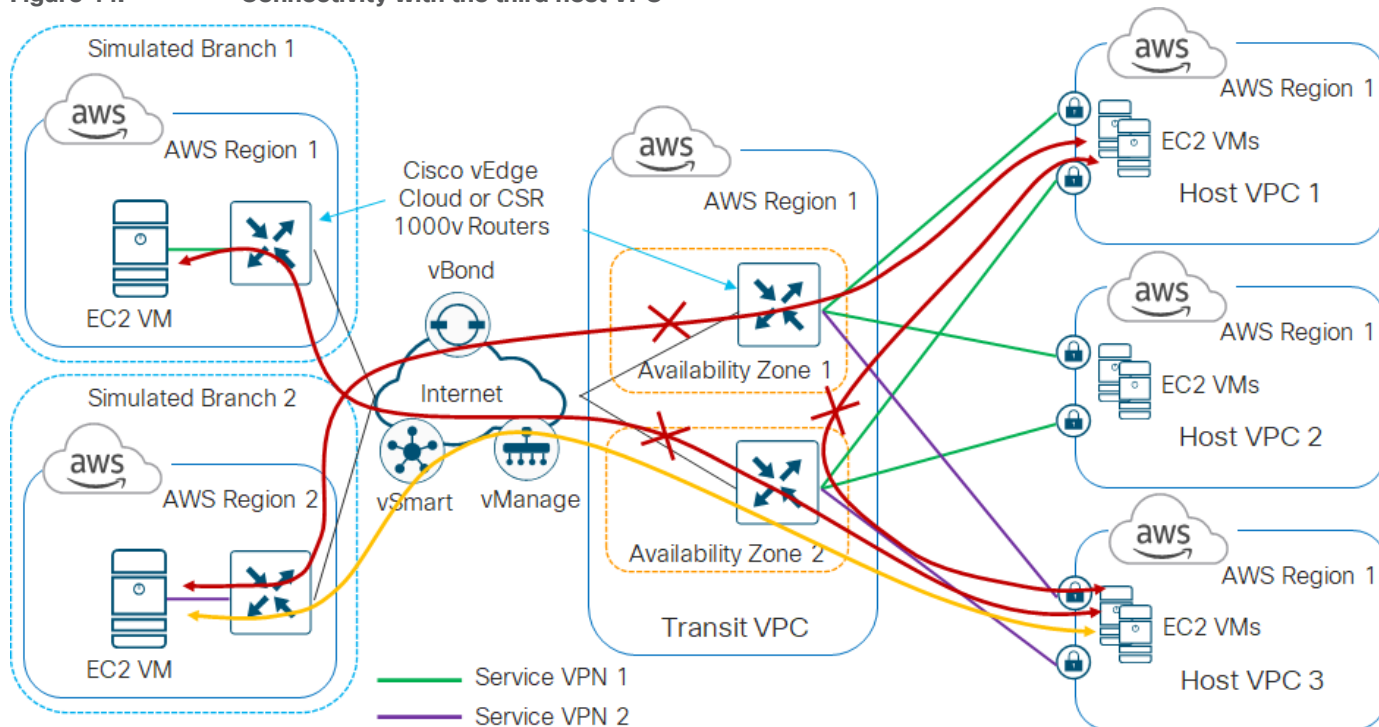 Simulated Branch 1
aws
AWS Region 1
EC2 VM
Cisco vEdge
Cloud or CSR
1000v Routers
vBond
Internet
vSmart
vManage
Simulated Branch 2
aws
AWS Region 2
EC2 VM
aws
AWS Region 1
Availability Zone 1
Availability Zone 2
Transit VPC
aws
AWS Region 1
EC2 VMs
Host VPC 1
aws
AWS Region 1
EC2 VMs
Host VPC 2
aws
AWS Region 1
EC2 VMs
Host VPC 3
Service VPN 1
Service VPN 2